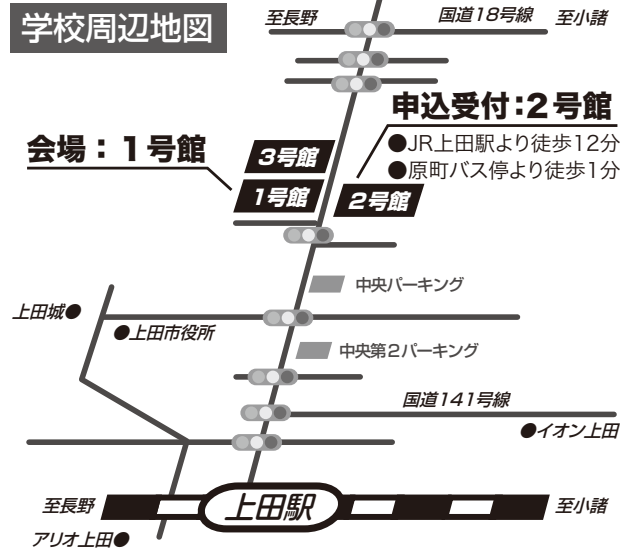 学校周辺地図
至長野
国道18号線
至小諸
申込受付：2号館
●JR上田駅より徒歩12分
●原町バス停より徒歩1分
会場：1号館
3号館
1号館
2号館
中央パーキング
上田城●
●上田市役所
中央第2パーキング
国道141号線
●イオン上田
至長野
上田駅
至小諸
アリオ上田●